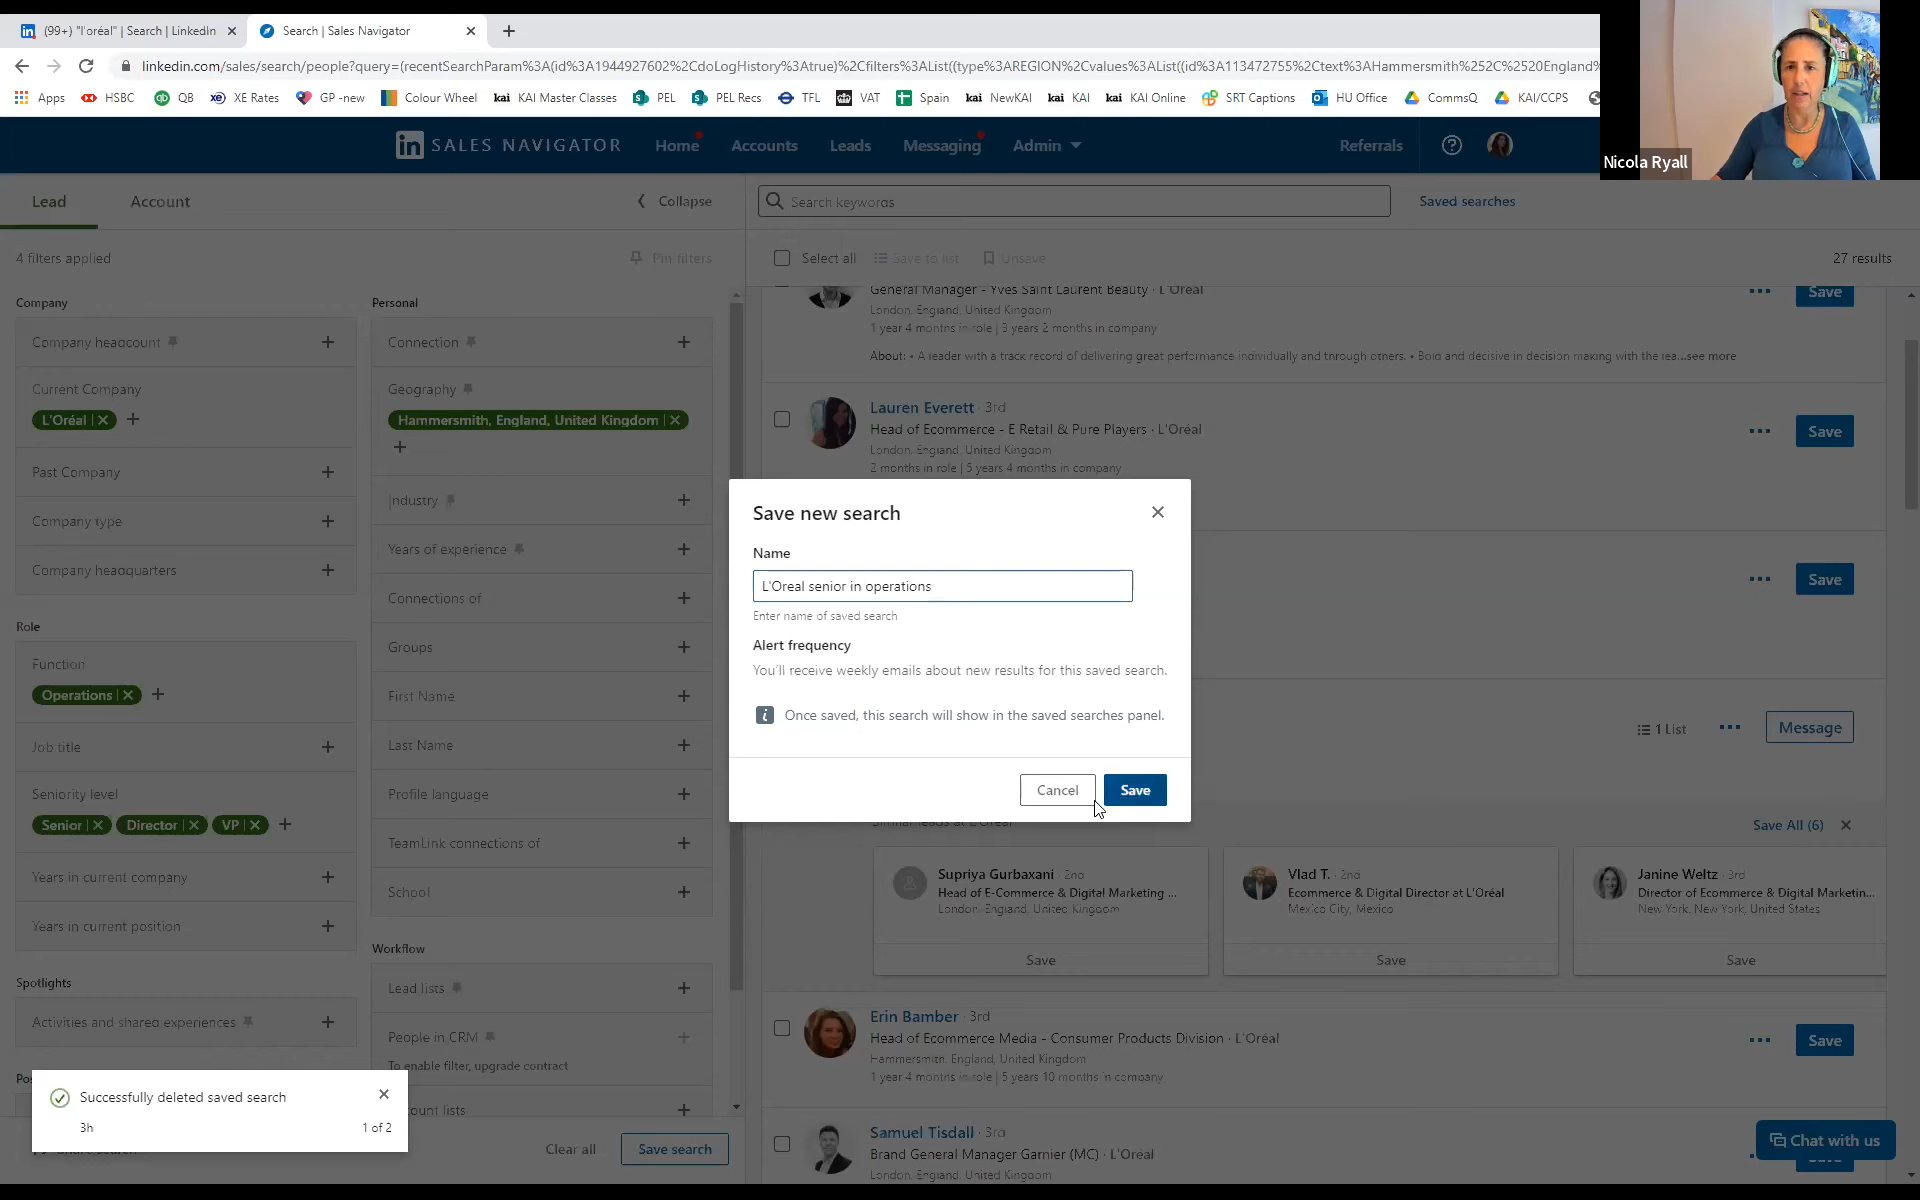 (99+) "l'oréal" | Search | LinkedIn
Search | Sales Navigator
linkedin.com/sales/search/people?query=(recentSearchParam%3A(id%3A1944927602%2CdoLogHistory%3Atrue)%2Cfilters%3AList((type%3AREGION%2Cvalues%3AList((id%3A113472755%2Ctext%3AHammersmith%252C%2520England%
Apps HSBC QB XE Rates GP -new Colour Wheel kai KAI Master Classes PEL PEL Recs TFL VAT Spain kai NewKAI kai KAI kai KAI Online SRT Captions HU Office CommsQ KAI/CCPS
Nicola Ryall
in SALES NAVIGATOR Home Accounts Leads Messaging Admin Referrals
Lead Account Collapse
Search keywords Saved searches
4 filters applied Pin filters
Select all Save to list Unsave 27 results
Company
Company headcount
Current Company
L'Oréal
Past Company
Company type
Company headquarters
Role
Function
Operations
Job title
Seniority level
Senior Director VP
Years in current company
Years in current position
Spotlights
Activities and shared experiences
Personal
Connection
Geography
Hammersmith, England, United Kingdom
Industry
Years of experience
Connections of
Groups
First Name
Last Name
Profile language
TeamLink connections of
School
Workflow
Lead lists
People in CRM
To enable filter, upgrade contract
General Manager - Yves Saint Laurent Beauty · L'Oréal
London, England, United Kingdom
1 year 4 months in role | 3 years 2 months in company
About: • A leader with a track record of delivering great performance individually and through others. • Bold and decisive in decision making with the lea...see more
Save
Lauren Everett · 3rd
Head of Ecommerce - E Retail & Pure Players · L'Oréal
London, England, United Kingdom
2 months in role | 5 years 4 months in company
Save
Save new search
Name
L'Oreal senior in operations
Enter name of saved search
Alert frequency
You'll receive weekly emails about new results for this saved search.
Once saved, this search will show in the saved searches panel.
Cancel Save
Save
1 List Message
Similar leads at L'Oréal
Save All (6)
Supriya Gurbaxani · 2nd
Head of E-Commerce & Digital Marketing ...
London, England, United Kingdom
Save
Vlad T. · 2nd
Ecommerce & Digital Director at L'Oréal
Mexico City, Mexico
Save
Janine Weltz · 3rd
Director of Ecommerce & Digital Marketin...
New York, New York, United States
Save
Erin Bamber · 3rd
Head of Ecommerce Media - Consumer Products Division · L'Oréal
Hammersmith, England, United Kingdom
1 year 4 months in role | 5 years 10 months in company
Save
Samuel Tisdall · 3rd
Brand General Manager Garnier (MC) · L'Oréal
London, England, United Kingdom
Chat with us
Successfully deleted saved search
3h 1 of 2
Clear all Save search